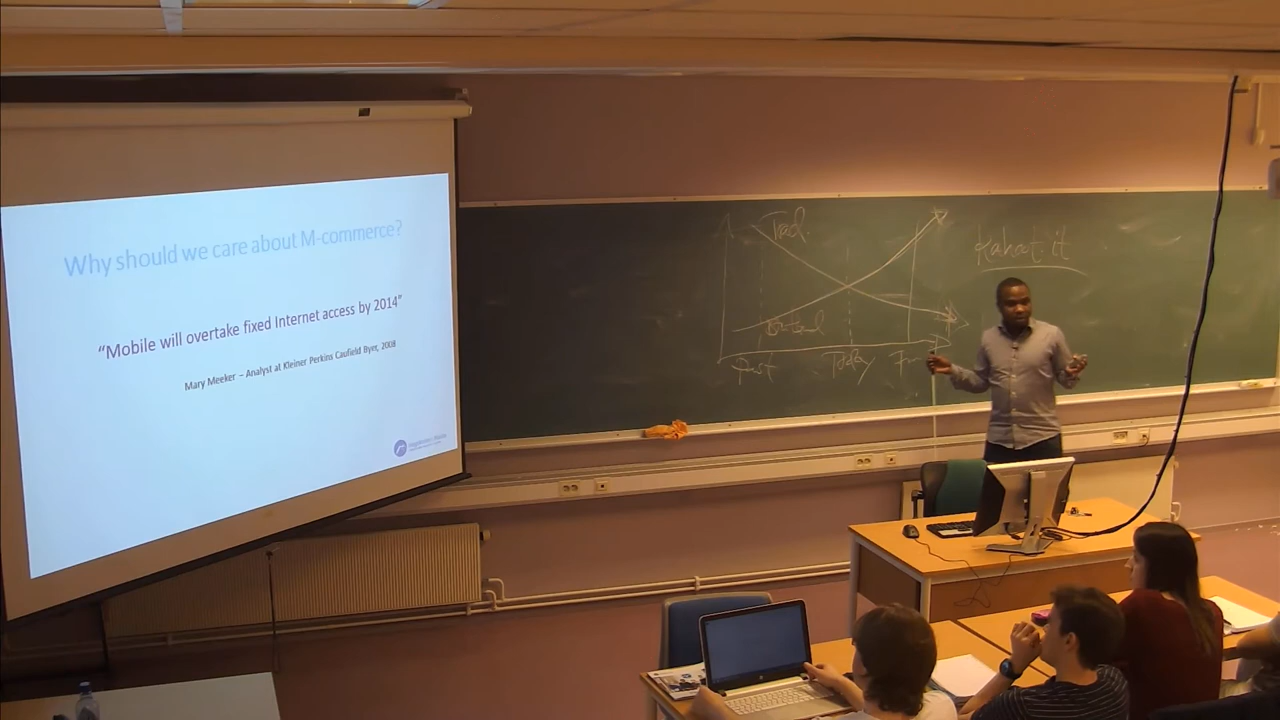 Why should we care about M-commerce?
“Mobile will overtake fixed Internet access by 2014”
Mary Meeker – Analyst at Kleiner Perkins Caufield Byer, 2008
Trad.
kahoot.it
Past
Today